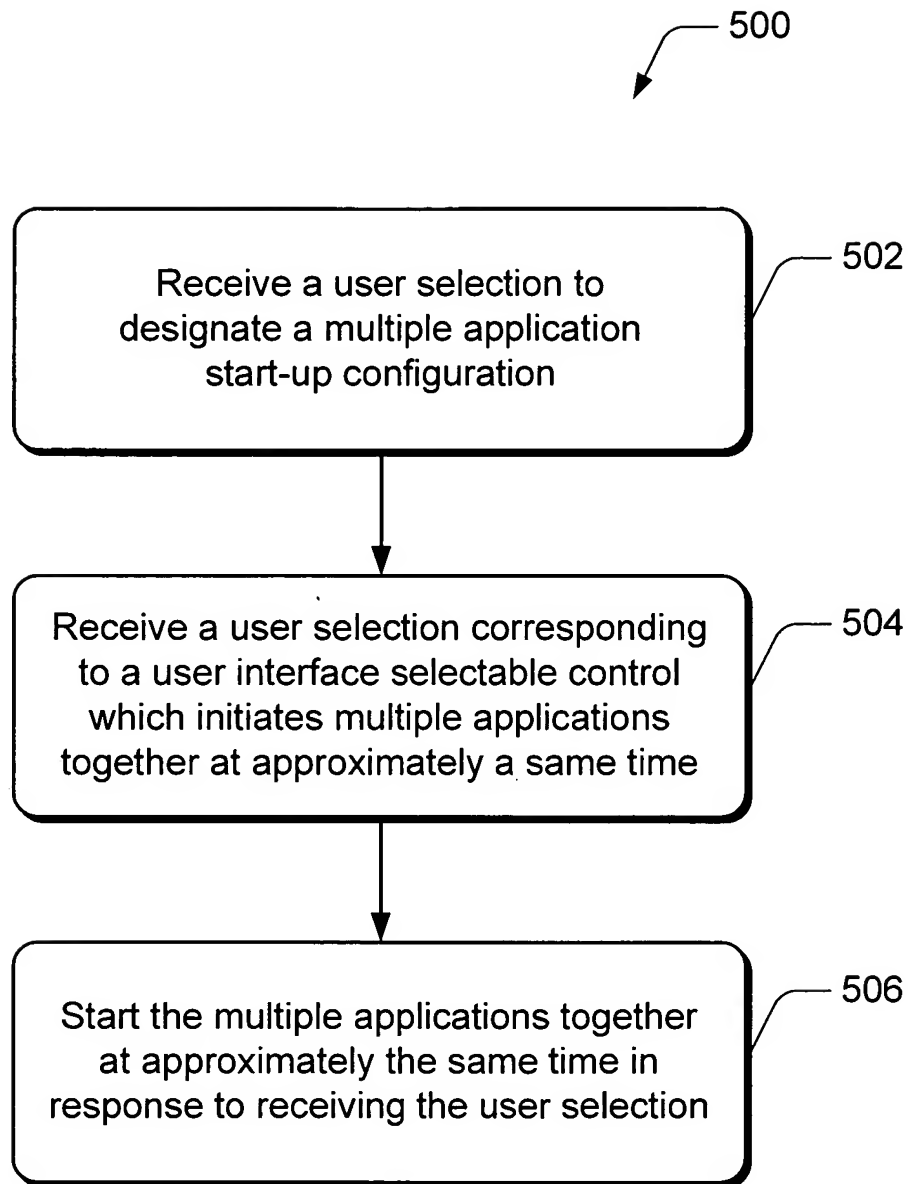 500
Receive a user selection to
designate a multiple application
start-up configuration
502
Receive a user selection corresponding
to a user interface selectable control
which initiates multiple applications
together at approximately a same time
504
Start the multiple applications together
at approximately the same time in
response to receiving the user selection
506